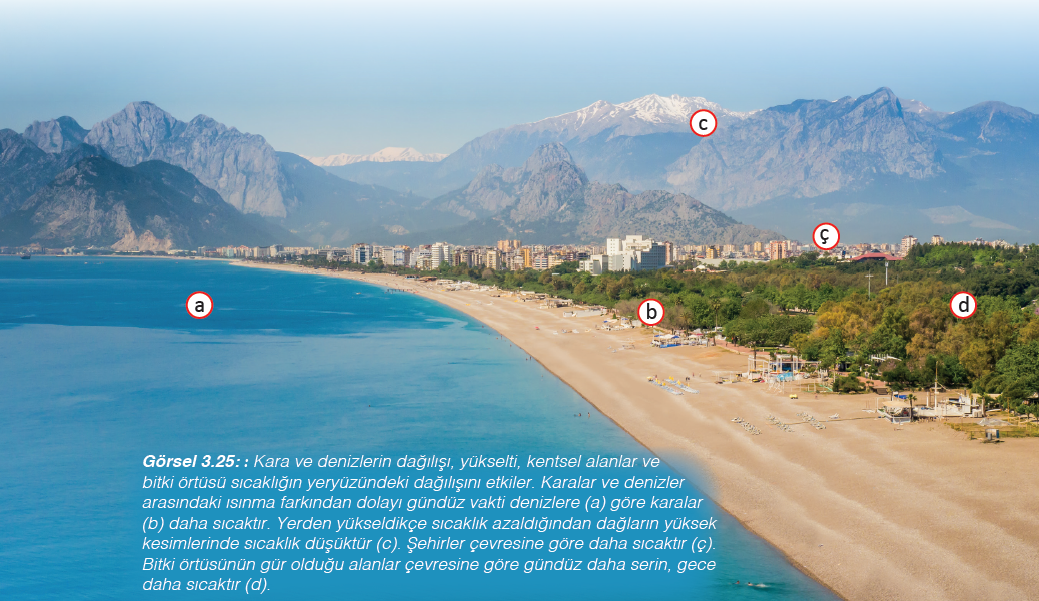 c
ç
a
b
d
Görsel 3.25: : Kara ve denizlerin dağılışı, yükselti, kentsel alanlar ve
bitki örtüsü sıcaklığın yeryüzündeki dağılışını etkiler. Karalar ve denizler
arasındaki ısınma farkından dolayı gündüz vakti denizlere (a) göre karalar
(b) daha sıcaktır. Yerden yükseldikçe sıcaklık azaldığından dağların yüksek
kesimlerinde sıcaklık düşüktür (c). Şehirler çevresine göre daha sıcaktır (ç).
Bitki örtüsünün gür olduğu alanlar çevresine göre gündüz daha serin, gece
daha sıcaktır (d).